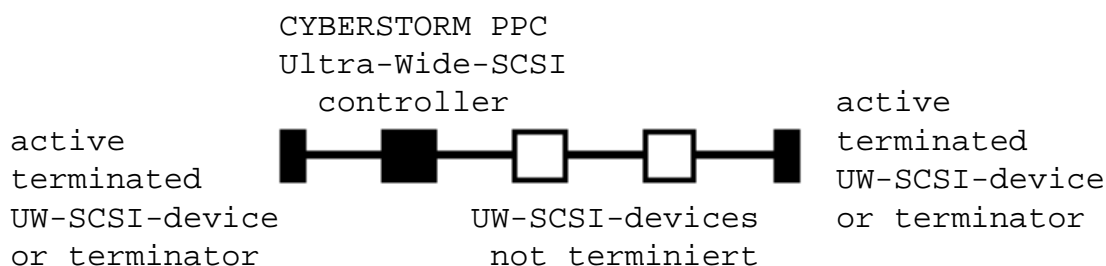 CYBERSTORM PPC
Ultra-Wide-SCSI
controller
active
terminated
UW-SCSI-device
or terminator
active
terminated
UW-SCSI-device
or terminator
UW-SCSI-devices
not terminiert